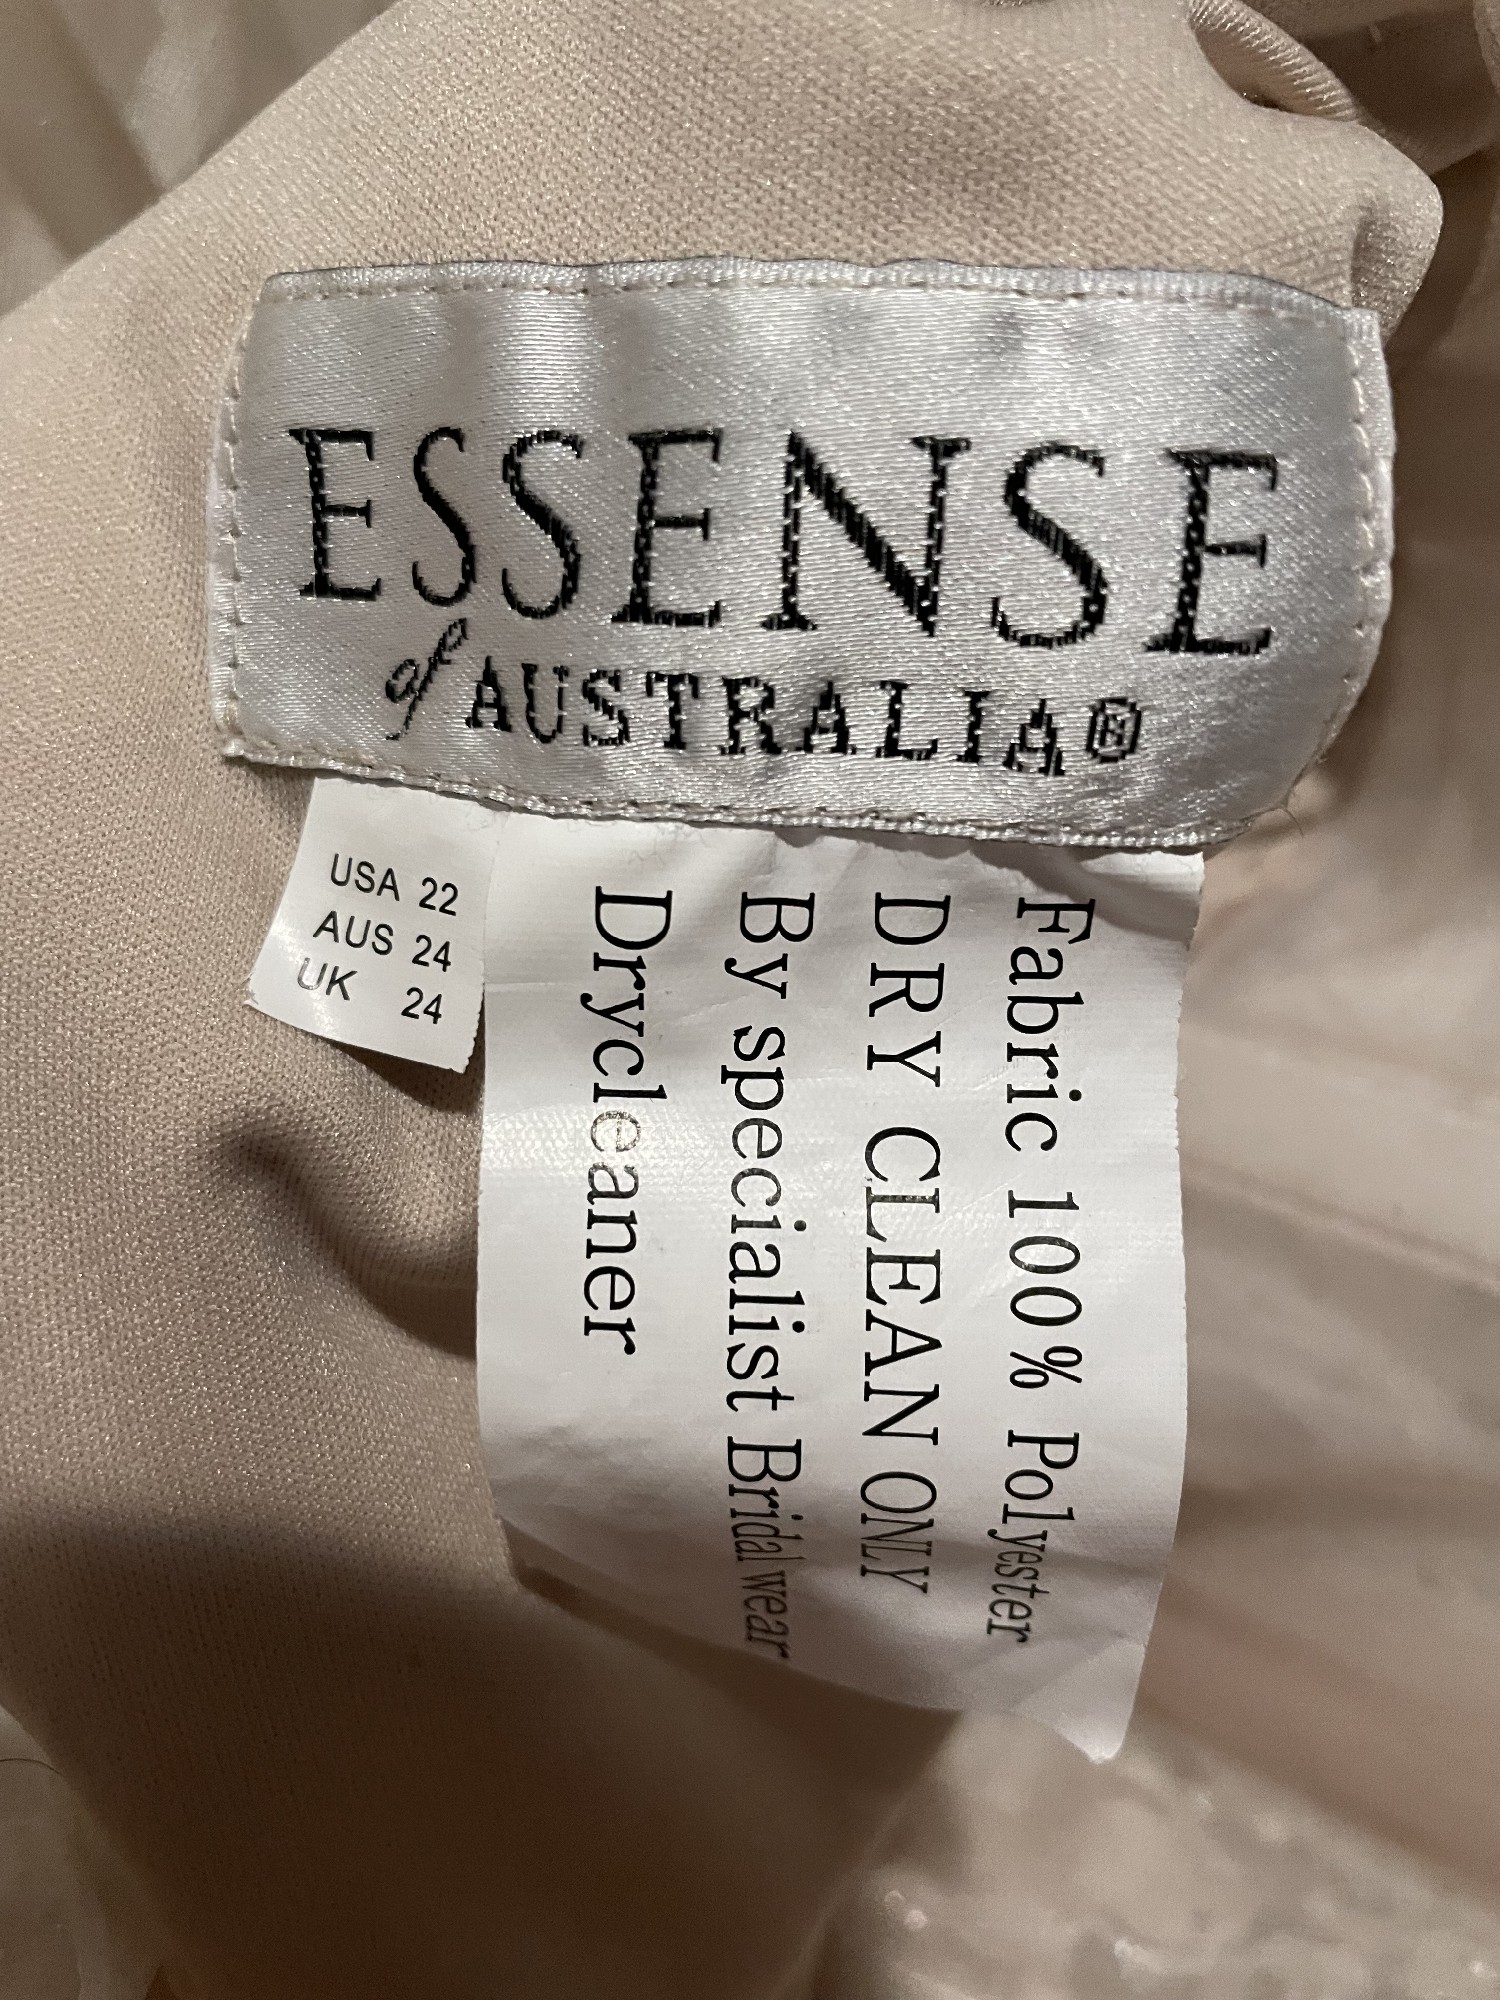 ESSENSE
of AUSTRALIA®
USA 22
AUS 24
UK 24
Fabric 100% Polyester
DRY CLEAN ONLY
By specialist Bridal wear
Drycleaner